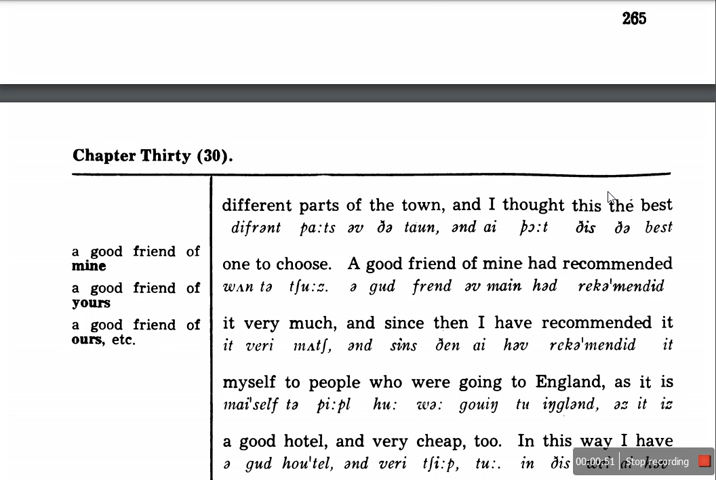 265
Chapter Thirty (30).
different parts of the town, and I thought this the best
difrənt pa:ts əv ðə taun, ənd ai þɔ:t ðis ðə best
a good friend of
mine
one to choose. A good friend of mine had recommended
wʌn tə tʃu:z. ə gud frend əv main həd rekə'mendid
a good friend of
yours
a good friend of
ours, etc.
it very much, and since then I have recommended it
it veri mʌtʃ, ənd sins ðen ai həv rekə'mendid it
myself to people who were going to England, as it is
mai'self tə pi:pl hu: wə: gouiŋ tu iŋglənd, əz it iz
a good hotel, and very cheap, too. In this way I have
ə gud hou'tel, ənd veri tʃi:p, tu:. in ðis
00:00:51 Stop recording